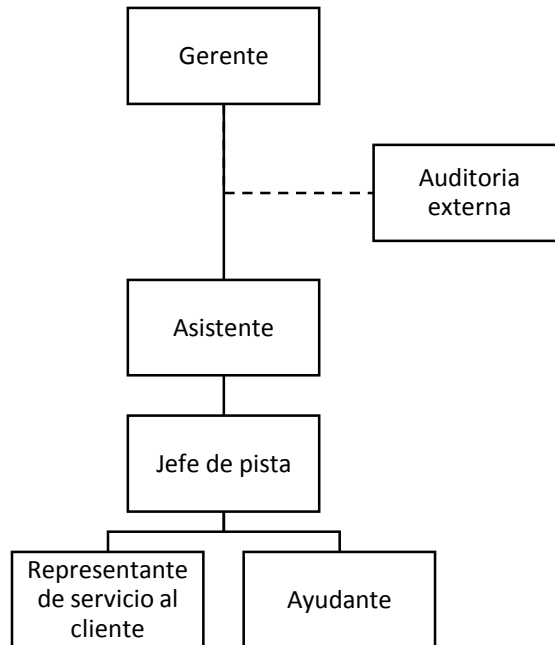 Gerente
Auditoria
externa
Asistente
Jefe de pista
Representante
de servicio al
cliente
Ayudante